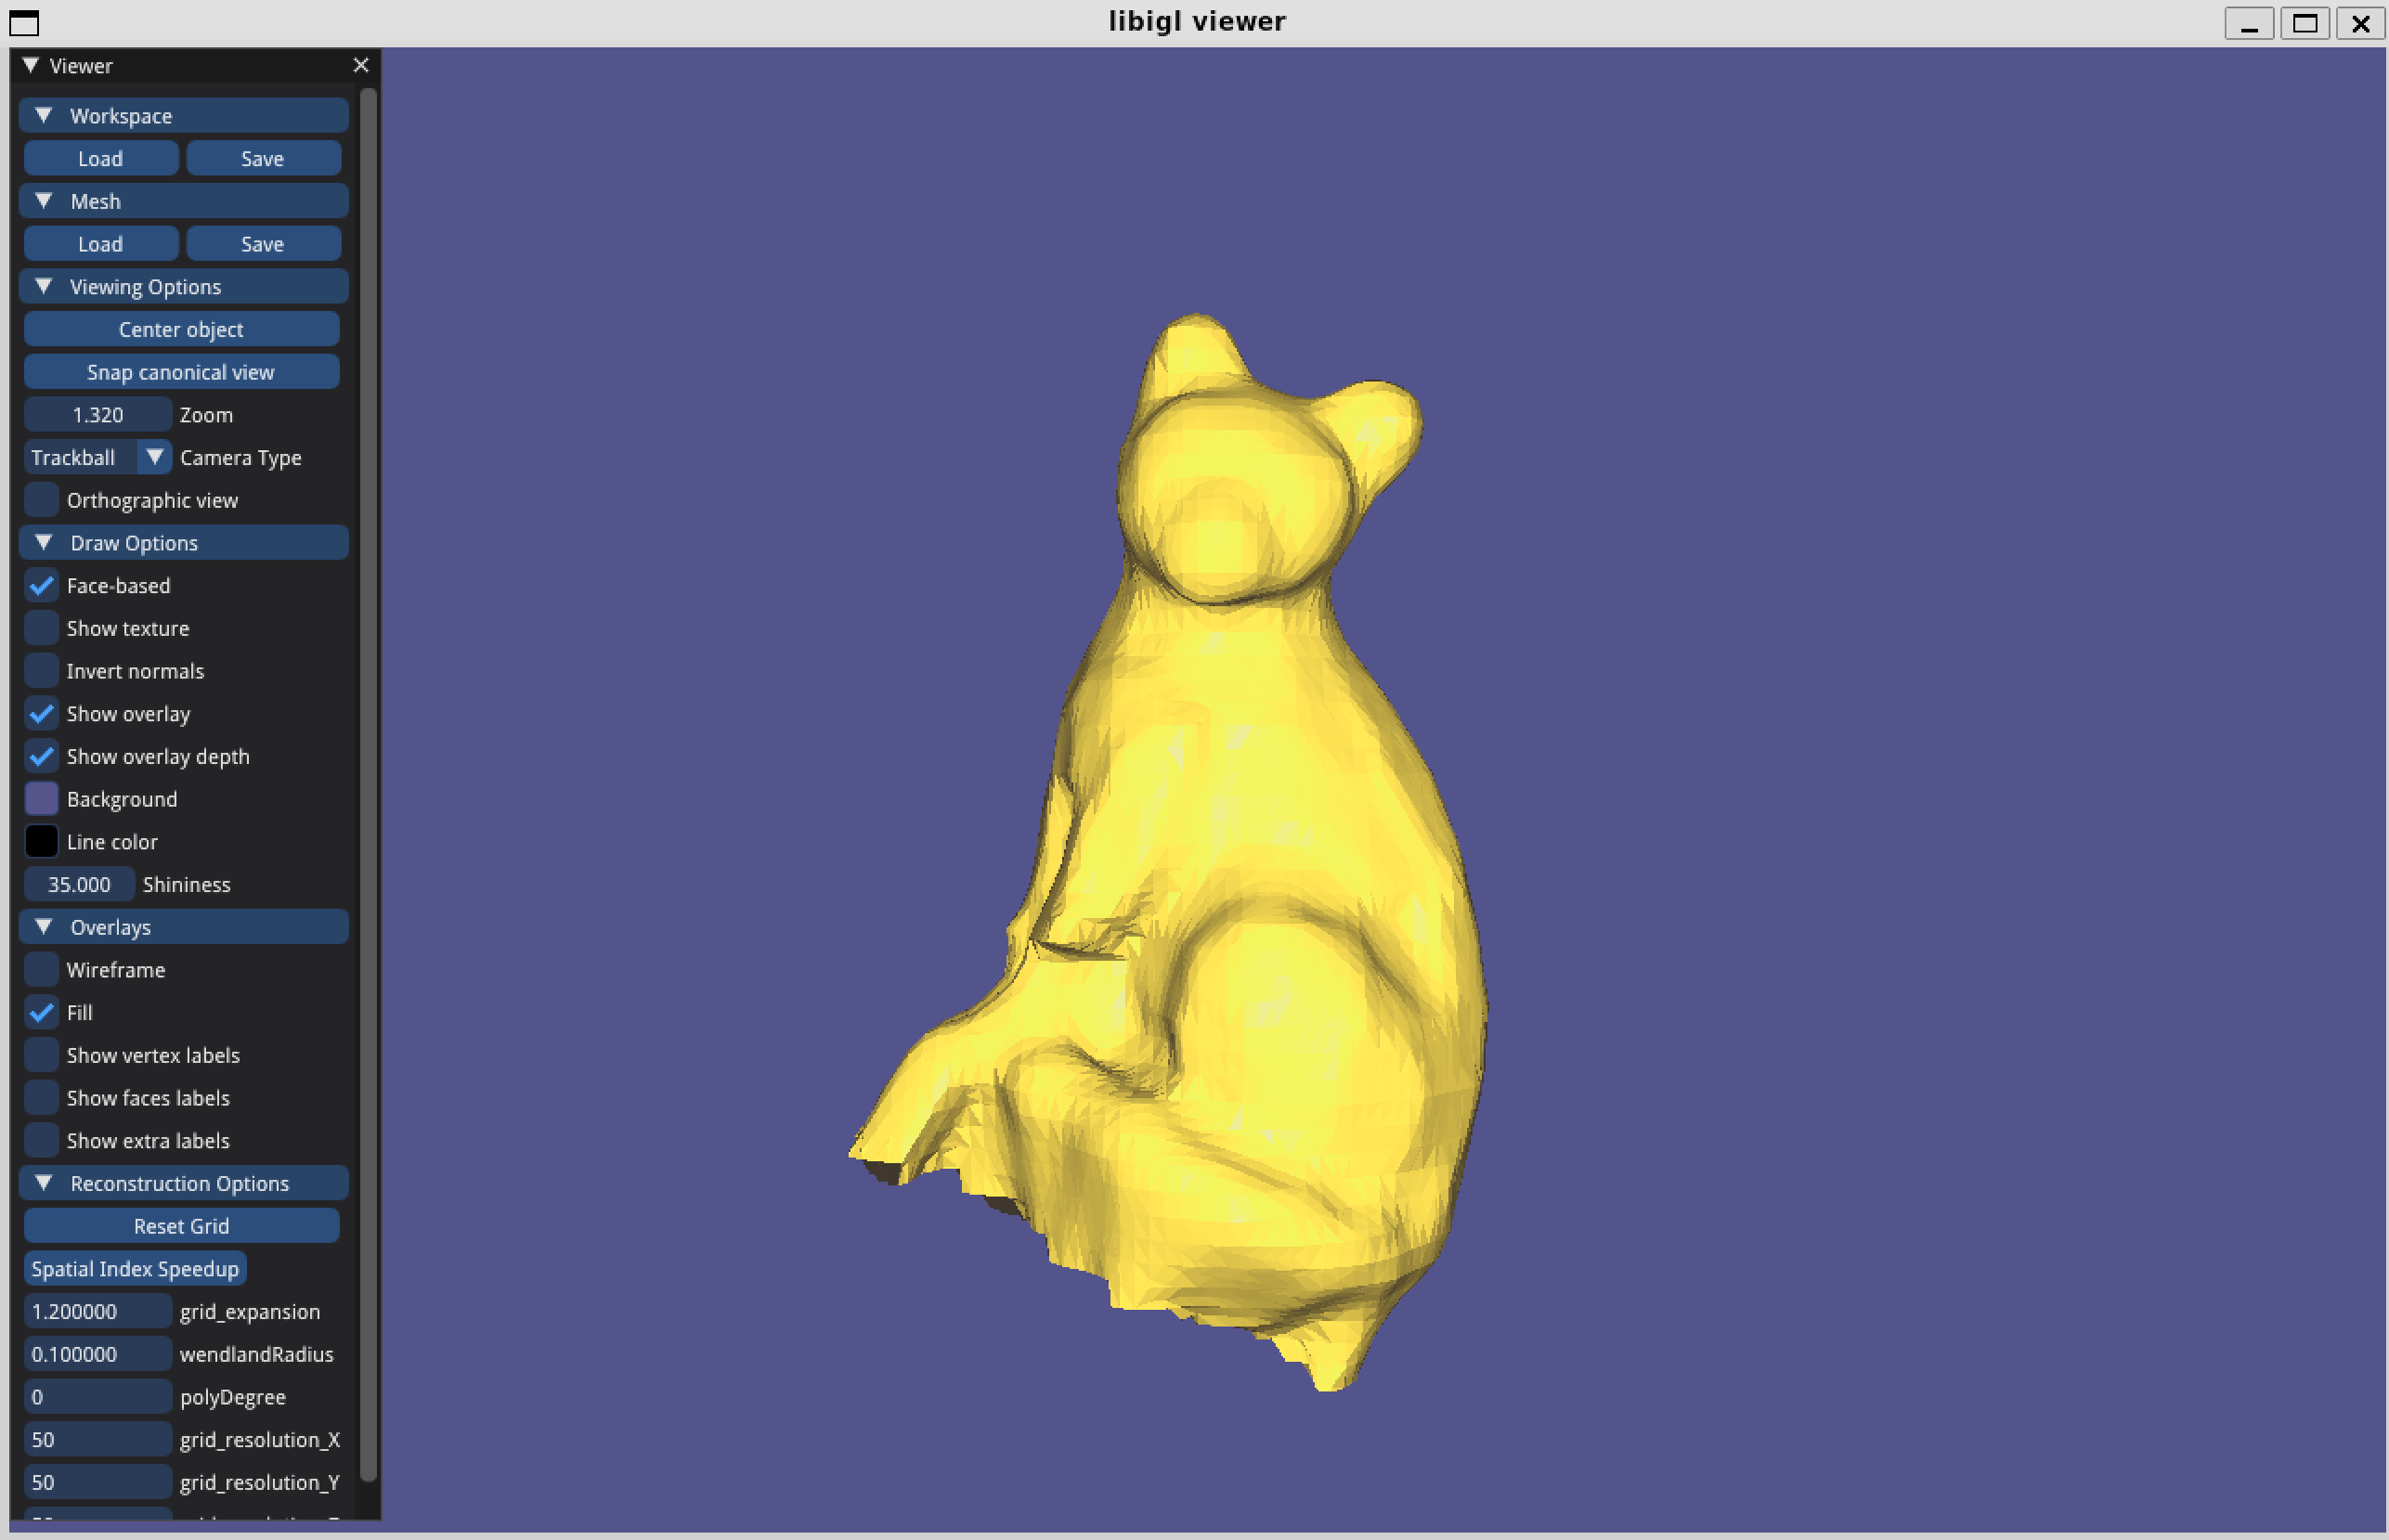 libigl viewer
Viewer
Workspace
Load Save
Mesh
Load Save
Viewing Options
Center object
Snap canonical view
1.320 Zoom
Trackball Camera Type
Orthographic view
Draw Options
Face-based
Show texture
Invert normals
Show overlay
Show overlay depth
Background
Line color
35.000 Shininess
Overlays
Wireframe
Fill
Show vertex labels
Show faces labels
Show extra labels
Reconstruction Options
Reset Grid
Spatial Index Speedup
1.200000 grid_expansion
0.100000 wendlandRadius
0 polyDegree
50 grid_resolution_X
50 grid_resolution_Y